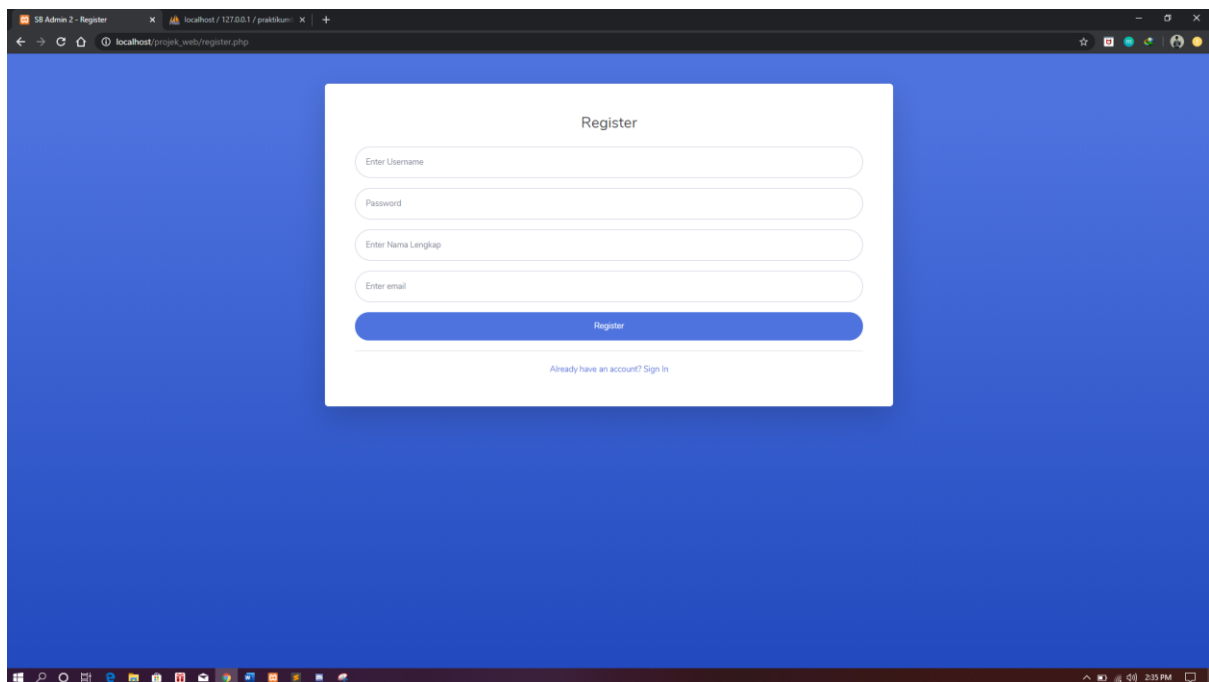 SB Admin 2 - Register
localhost / 127.0.0.1 / praktikum
localhost/projek_web/register.php
Register
Enter Username
Password
Enter Nama Lengkap
Enter email
Register
Already have an account? Sign In
2:35 PM